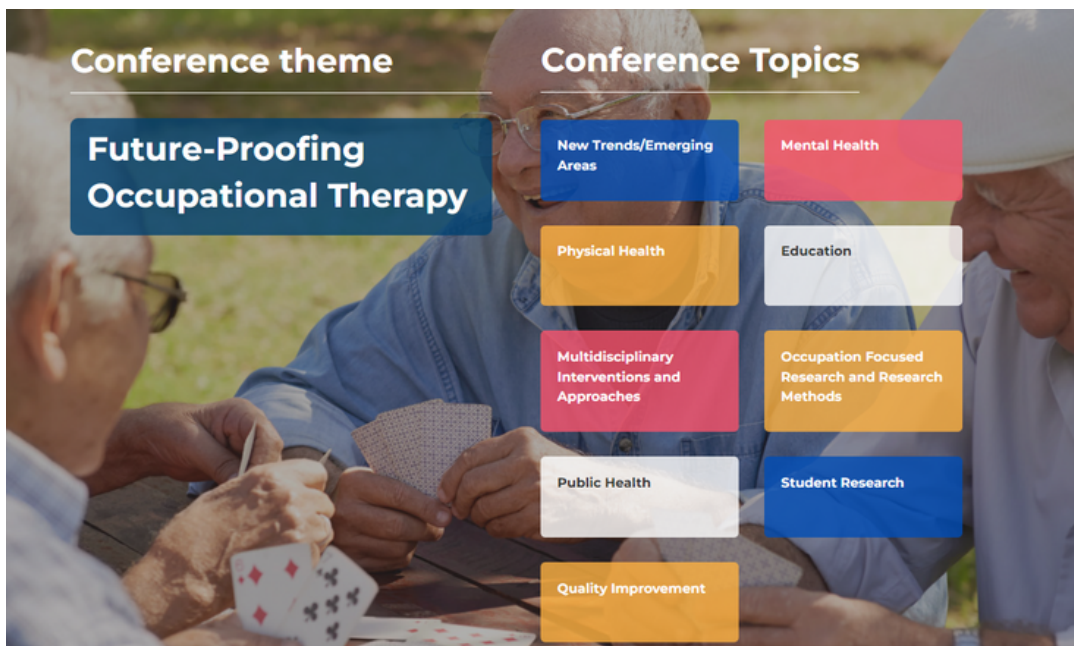 Conference theme
Future-Proofing
Occupational Therapy
Conference Topics
New Trends/Emerging
Areas
Mental Health
Physical Health
Education
Multidisciplinary
Interventions and
Approaches
Occupation Focused
Research and Research
Methods
Public Health
Student Research
Quality Improvement